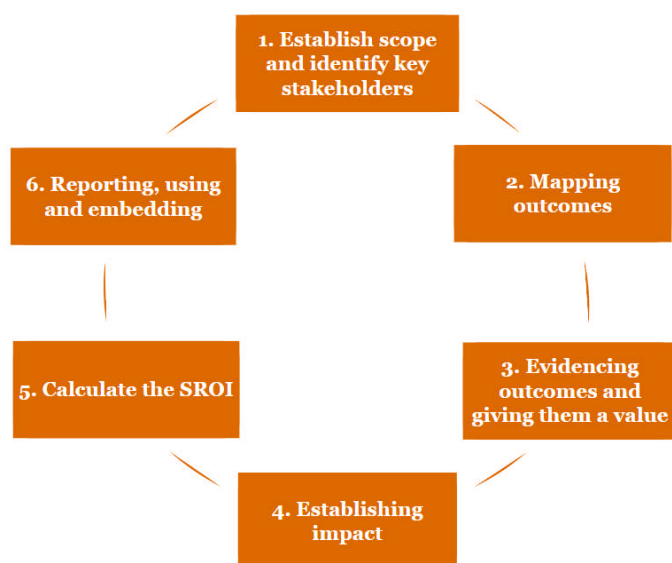 1. Establish scope
and identify key
stakeholders
2. Mapping
outcomes
3. Evidencing
outcomes and
giving them a value
4. Establishing
impact
5. Calculate the SROI
6. Reporting, using
and embedding